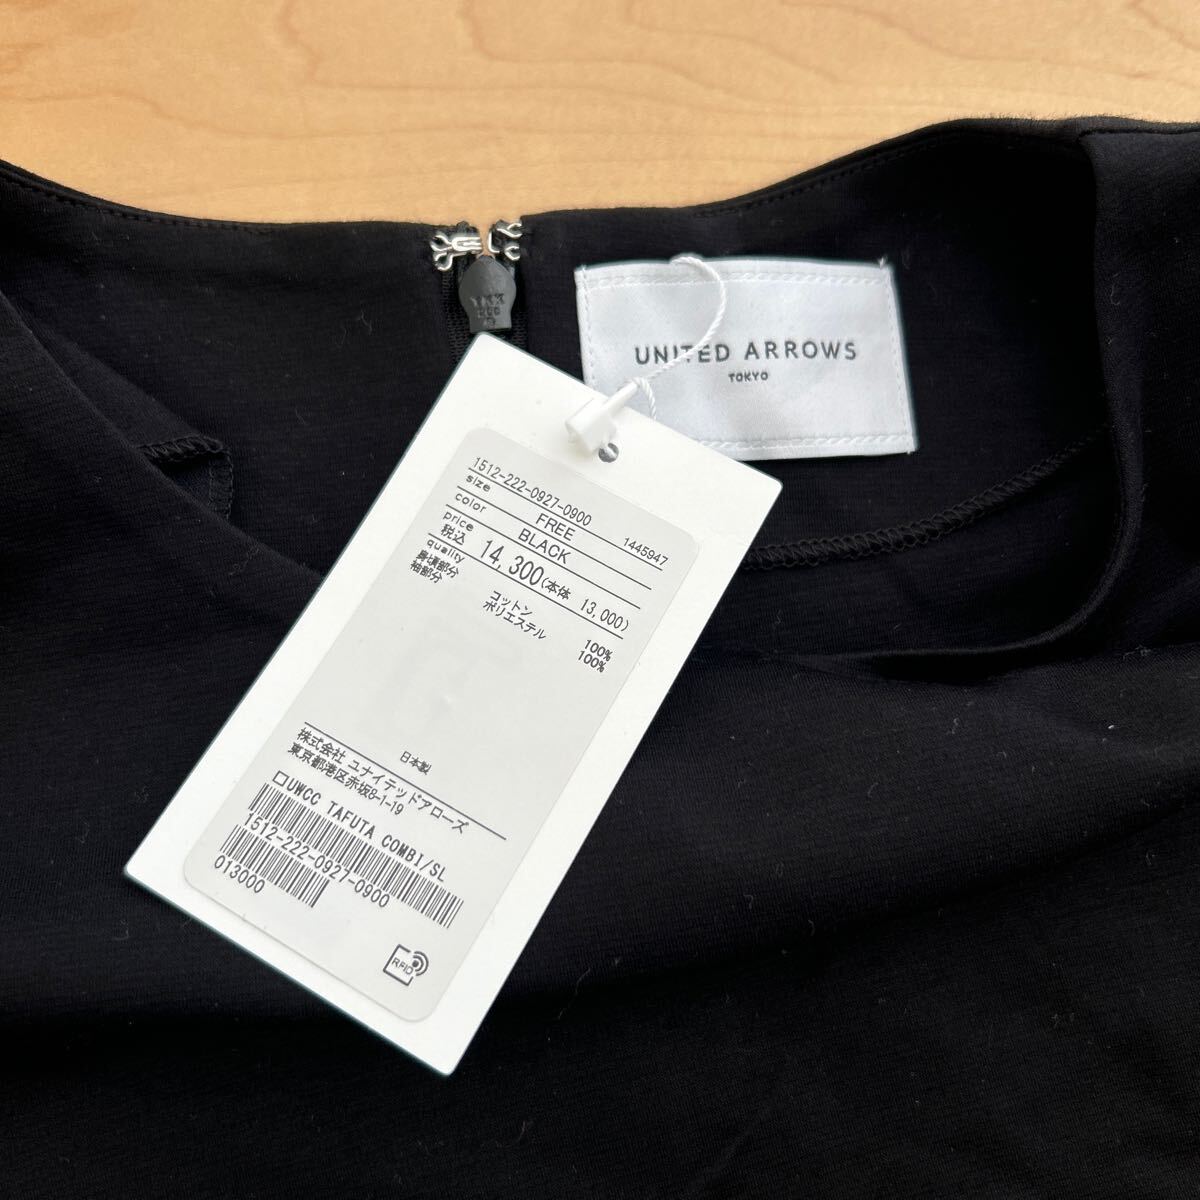 UNITED ARROWS
TOKYO
YKK
1512-222-0927-0900
size FREE 1445947
color BLACK
price
税込 14,300(本体 13,000)
quality
身頃部分 コットン 100%
袖部分 ポリエステル 100%
日本製
株式会社 ユナイテッドアローズ
東京都港区赤坂8-1-19
□UWCC TAFUTA COMBI/SL
1512-222-0927-0900
013000
RFID